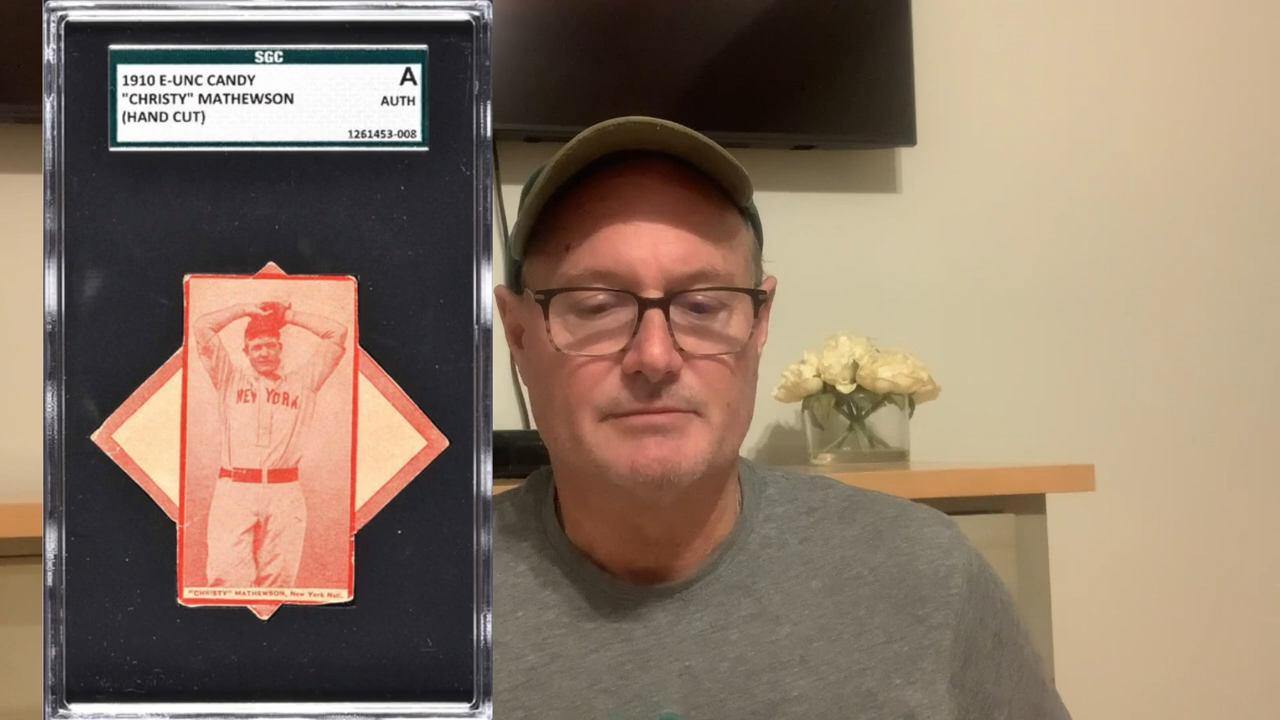 SGC
1910 E-UNC CANDY
"CHRISTY" MATHEWSON
(HAND CUT)
A
AUTH
1261453-008
NEW YORK
"CHRISTY" MATHEWSON, New York Nat.